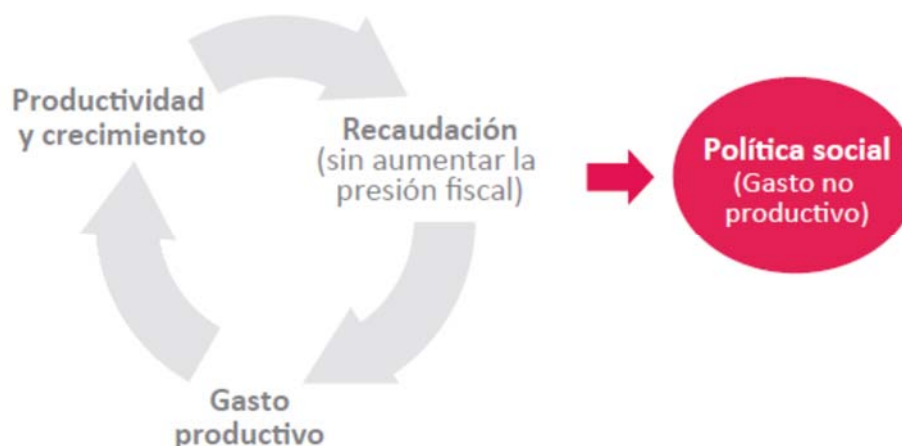 Productividad
y crecimiento
Recaudación
(sin aumentar la
presión fiscal)
Política social
(Gasto no
productivo)
Gasto
productivo